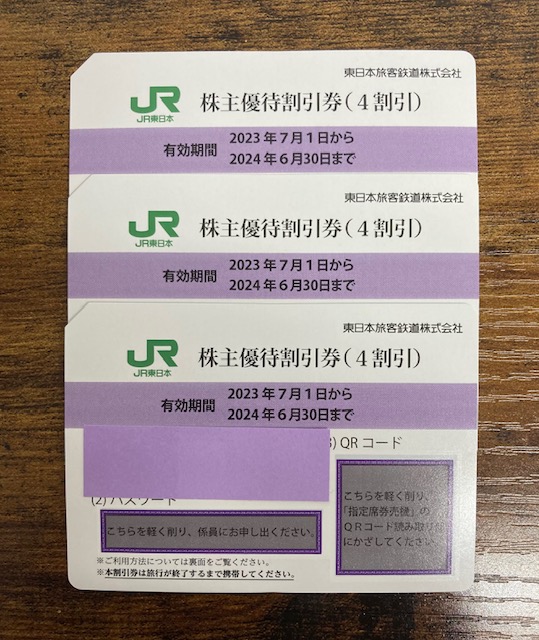 東日本旅客鉄道株式会社
JR 株主優待割引券(4割引)
JR東日本
有効期間 2023年7月1日から
2024年6月30日まで
東日本旅客鉄道株式会社
JR 株主優待割引券(4割引)
JR東日本
有効期間 2023年7月1日から
2024年6月30日まで
東日本旅客鉄道株式会社
JR 株主優待割引券(4割引)
JR東日本
有効期間 2023年7月1日から
2024年6月30日まで
3) QRコード
(2) パスワード
こちらを軽く削り、係員にお申し出ください。
こちらを軽く削り、
「指定席券売機」の
QRコード読み取り部
にかざしてください。
※ご利用方法については裏面をご覧ください。
※本割引券は旅行が終了するまで携帯してください。